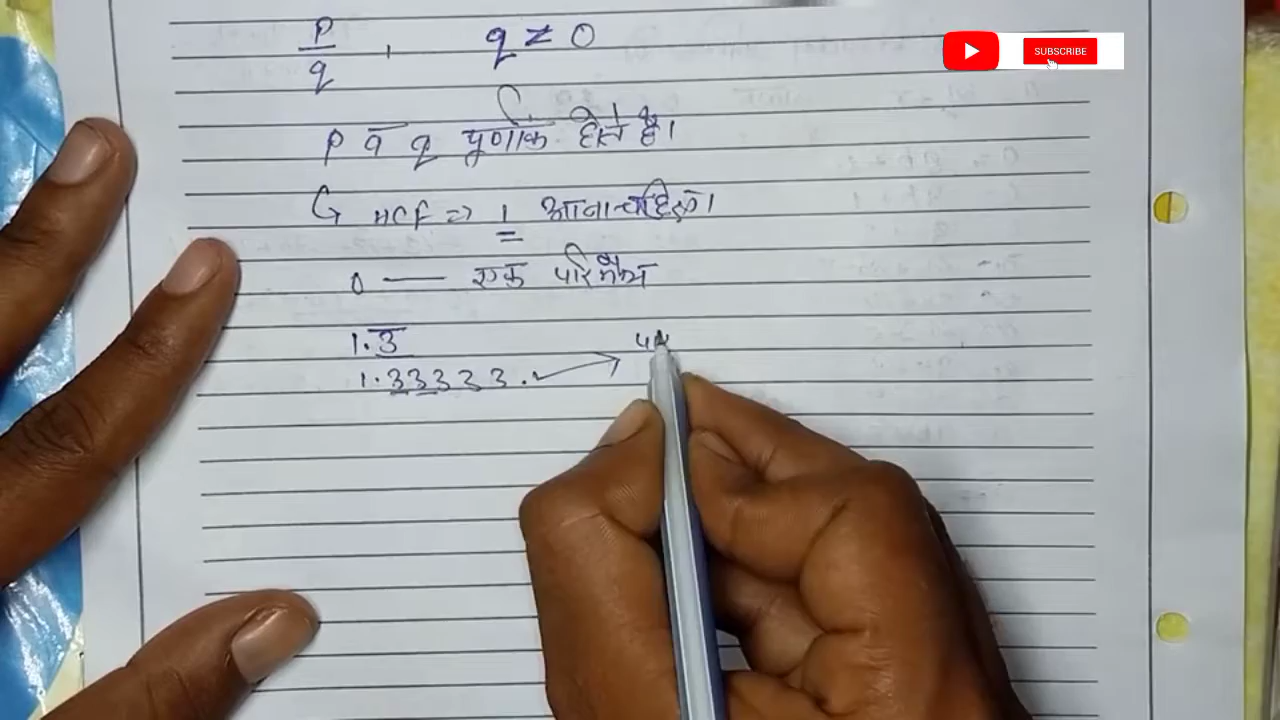 p/q , q ≠ 0
SUBSCRIBE
p व q पुर्णाक होते है।
↳ HCF => 1 आना चाहिए।
0 — एक परिमेय
1.3̅
1.33333.